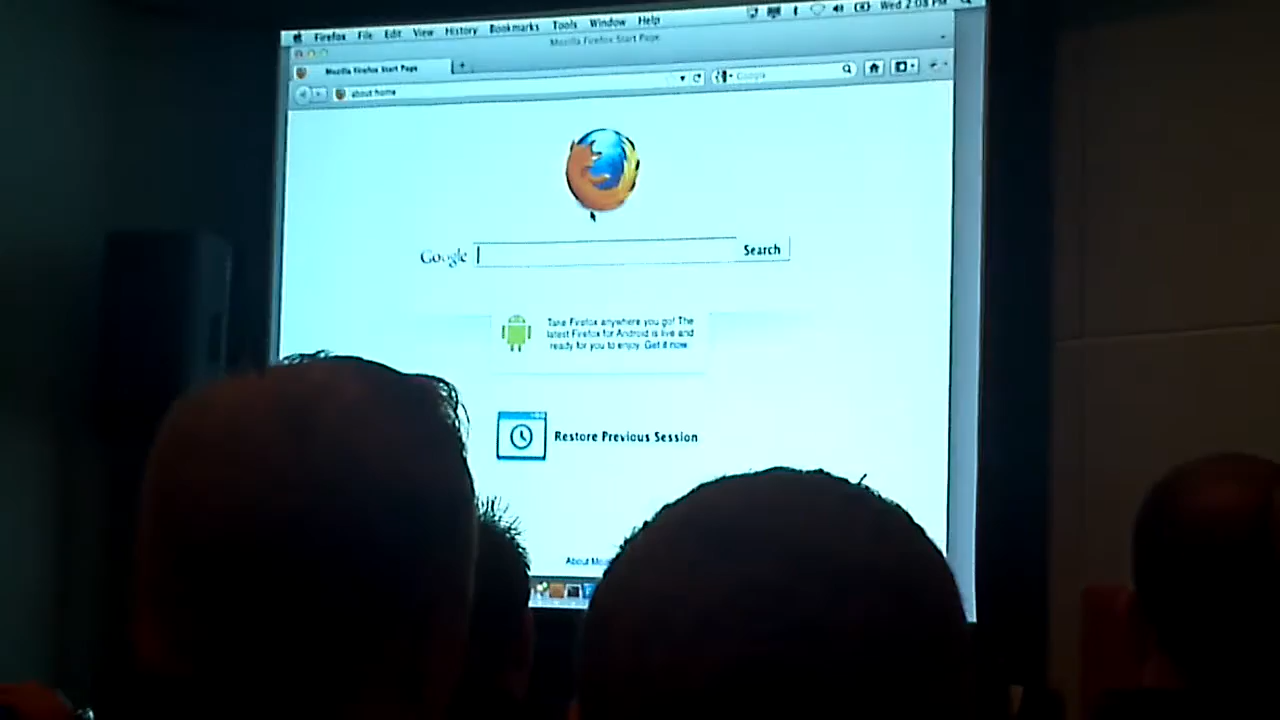 Firefox File Edit View History Bookmarks Tools Window Help
Wed 2:08 PM
Mozilla Firefox Start Page
Mozilla Firefox Start Page
about:home
Google
Google
Search
Take Firefox anywhere you go! The
latest Firefox for Android is live and
ready for you to enjoy. Get it now.
Restore Previous Session
About